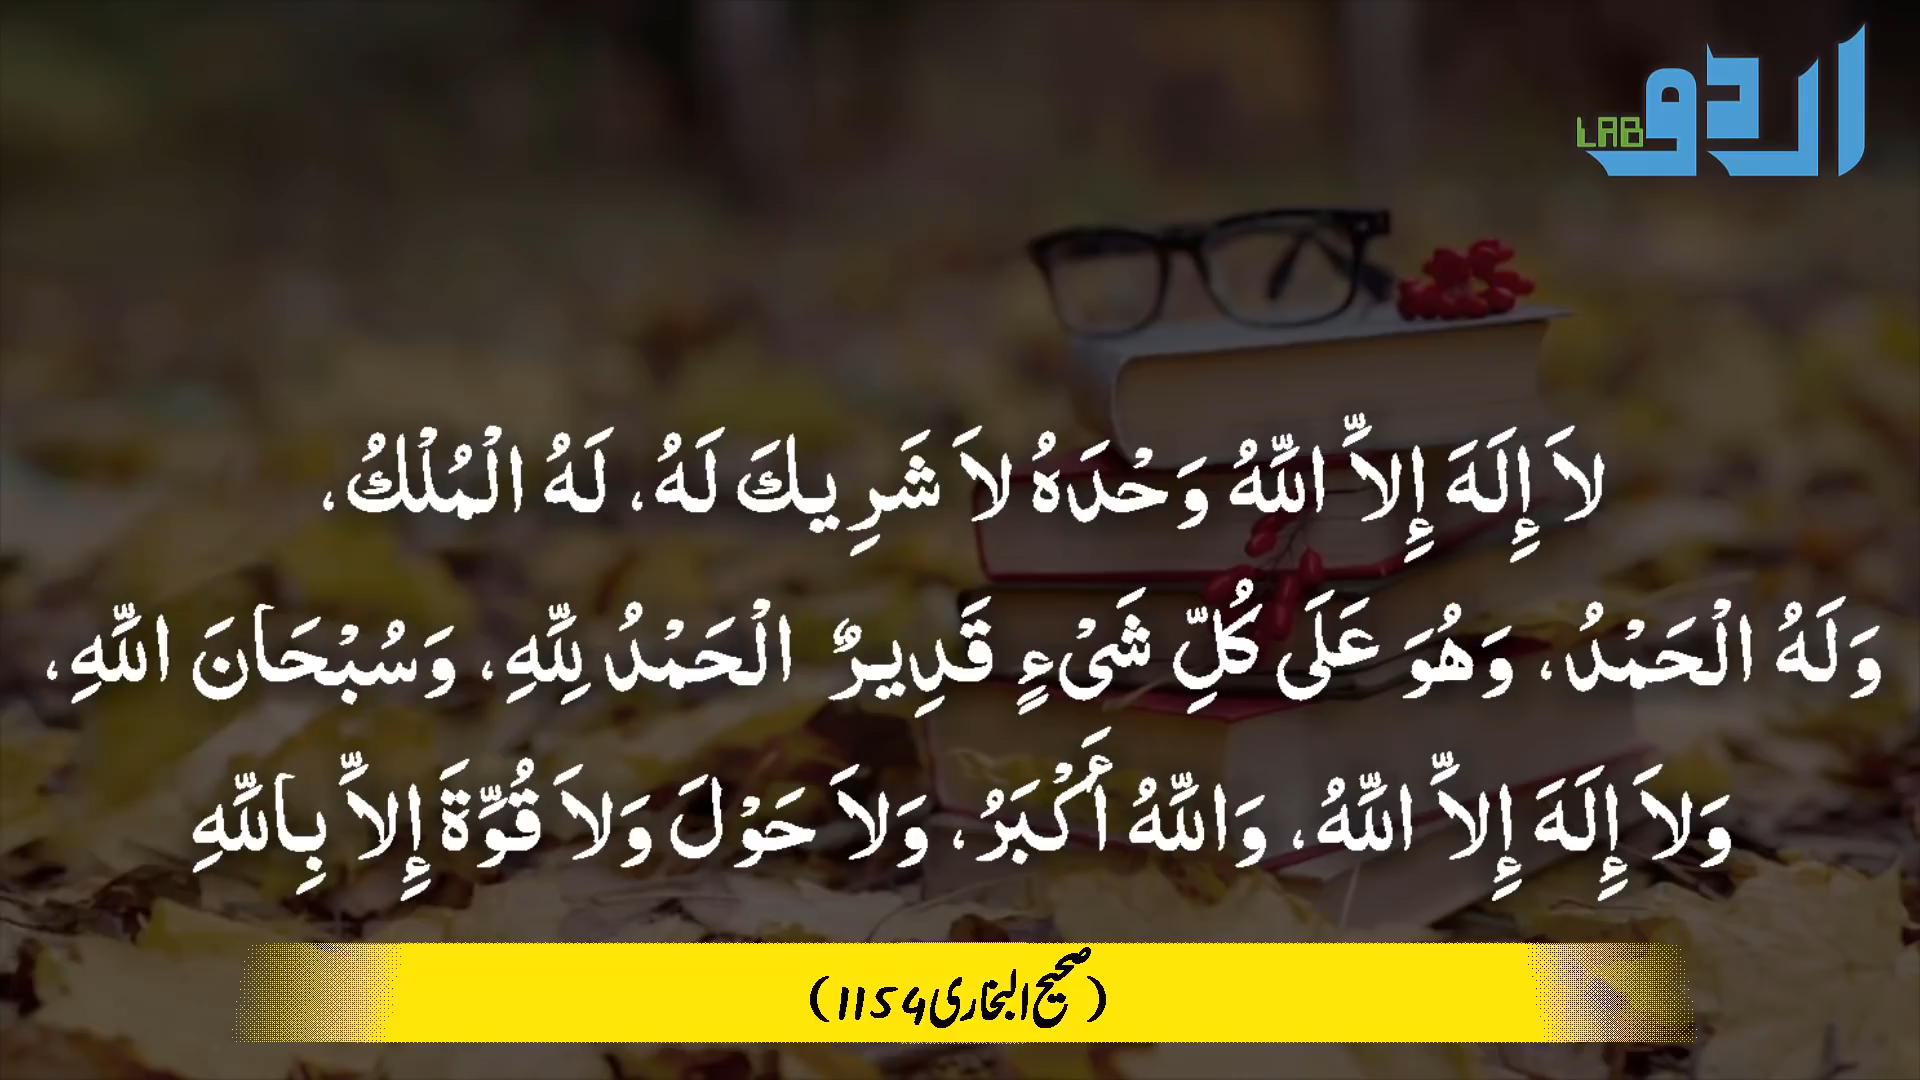 اردو
LAB
لاَ إِلَهَ إِلاَّ اللَّهُ وَحْدَهُ لاَ شَرِيكَ لَهُ، لَهُ الْمُلْكُ،
وَلَهُ الْحَمْدُ، وَهُوَ عَلَى كُلِّ شَىْءٍ قَدِيرٌ الْحَمْدُ لِلَّهِ، وَسُبْحَانَ اللَّهِ،
وَلاَ إِلَهَ إِلاَّ اللَّهُ، وَاللَّهُ أَكْبَرُ، وَلاَ حَوْلَ وَلاَ قُوَّةَ إِلاَّ بِاللَّهِ
(صحیح البخاری 1154)